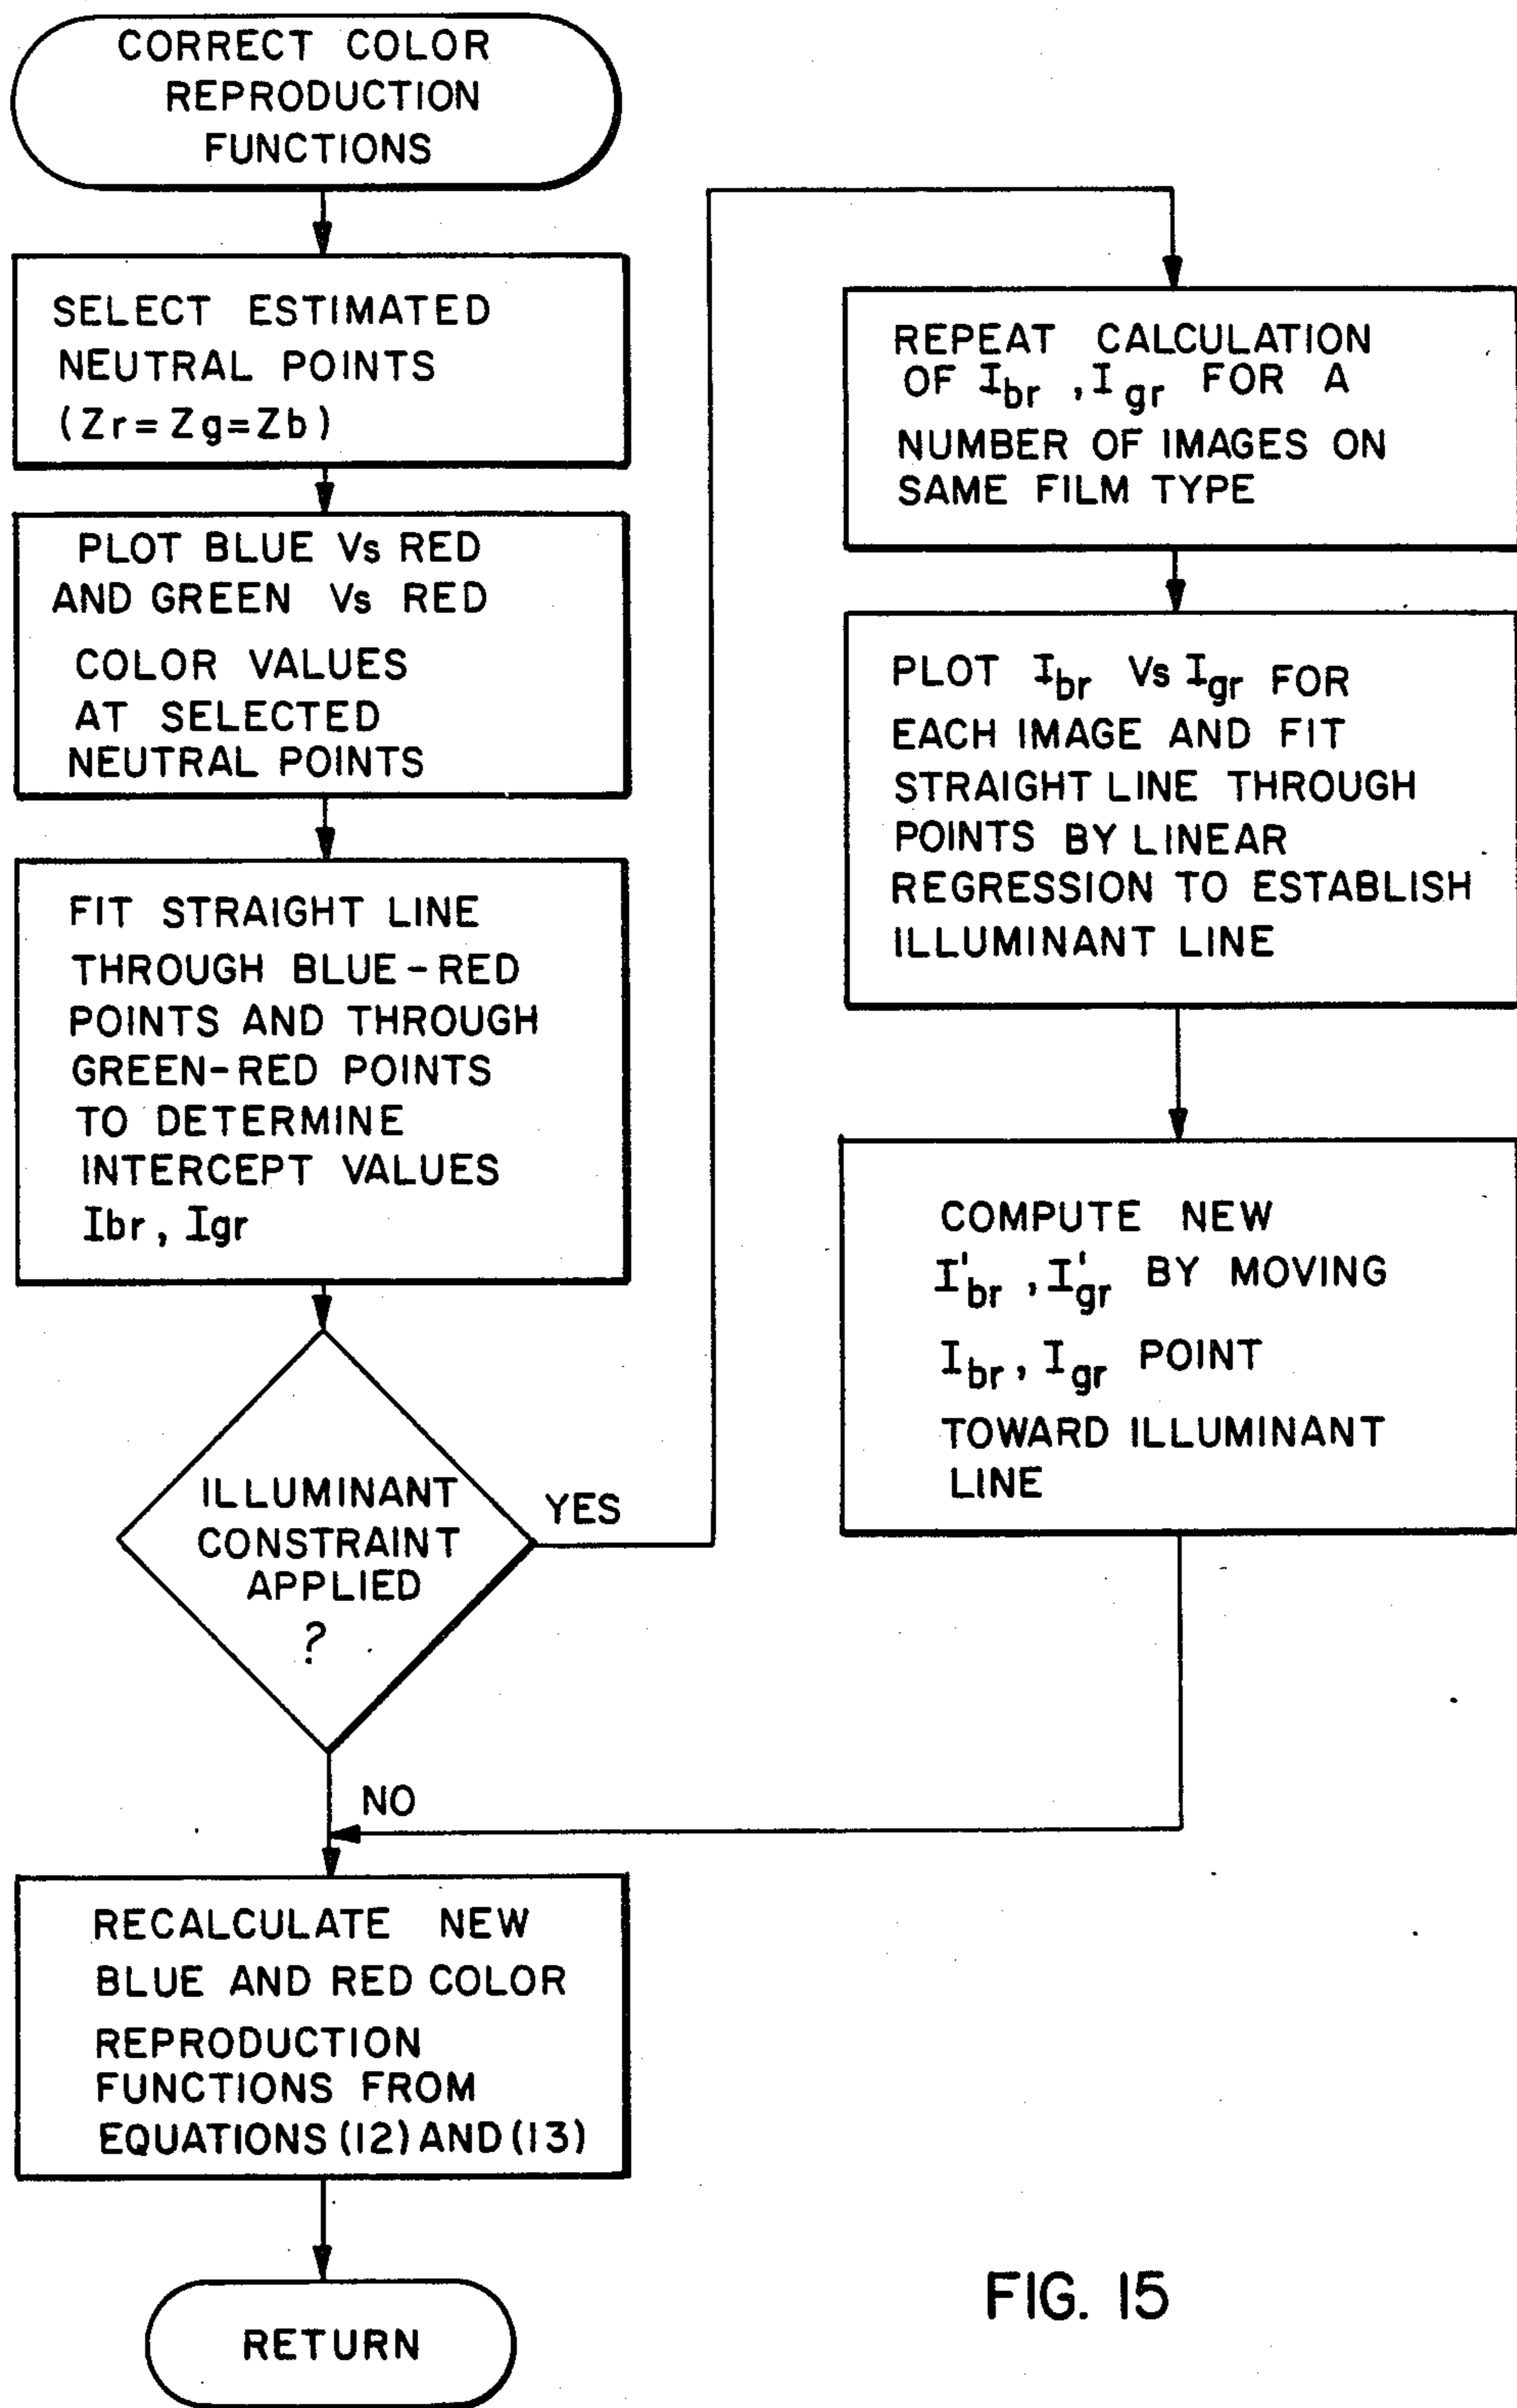 CORRECT COLOR
REPRODUCTION
FUNCTIONS
SELECT ESTIMATED
NEUTRAL POINTS
(Zr=Zg=Zb)
PLOT BLUE Vs RED
AND GREEN Vs RED
COLOR VALUES
AT SELECTED
NEUTRAL POINTS
FIT STRAIGHT LINE
THROUGH BLUE-RED
POINTS AND THROUGH
GREEN-RED POINTS
TO DETERMINE
INTERCEPT VALUES
Ibr, Igr
ILLUMINANT
CONSTRAINT
APPLIED
?
YES
NO
REPEAT CALCULATION
OF Ibr, Igr FOR A
NUMBER OF IMAGES ON
SAME FILM TYPE
PLOT Ibr Vs Igr FOR
EACH IMAGE AND FIT
STRAIGHT LINE THROUGH
POINTS BY LINEAR
REGRESSION TO ESTABLISH
ILLUMINANT LINE
COMPUTE NEW
I'br, I'gr BY MOVING
Ibr, Igr POINT
TOWARD ILLUMINANT
LINE
RECALCULATE NEW
BLUE AND RED COLOR
REPRODUCTION
FUNCTIONS FROM
EQUATIONS (12) AND (13)
RETURN
FIG. 15